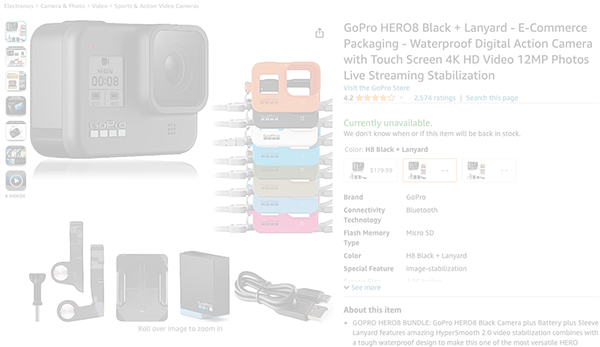 Electronics › Camera & Photo › Video › Sports & Action Video Cameras
GoPro HERO8 Black + Lanyard - E-Commerce
Packaging - Waterproof Digital Action Camera
with Touch Screen 4K HD Video 12MP Photos
Live Streaming Stabilization
Visit the GoPro Store
4.2
2,574 ratings | Search this page
Currently unavailable.
We don't know when or if this item will be back in stock.
Color: H8 Black + Lanyard
$179.99
--
--
Brand GoPro
Connectivity Bluetooth
Technology
Flash Memory Micro SD
Type
Color H8 Black + Lanyard
Special Feature image-stabilization
See more
About this item
• GOPRO HERO8 BUNDLE: GoPro HERO8 Black Camera plus Battery plus Sleeve
Lanyard features amazing HyperSmooth 2.0 video stabilization combines with
a tough waterproof design to make this one of the most versatile HERO
00:08
GoPro
6 VIDEOS
Roll over image to zoom in